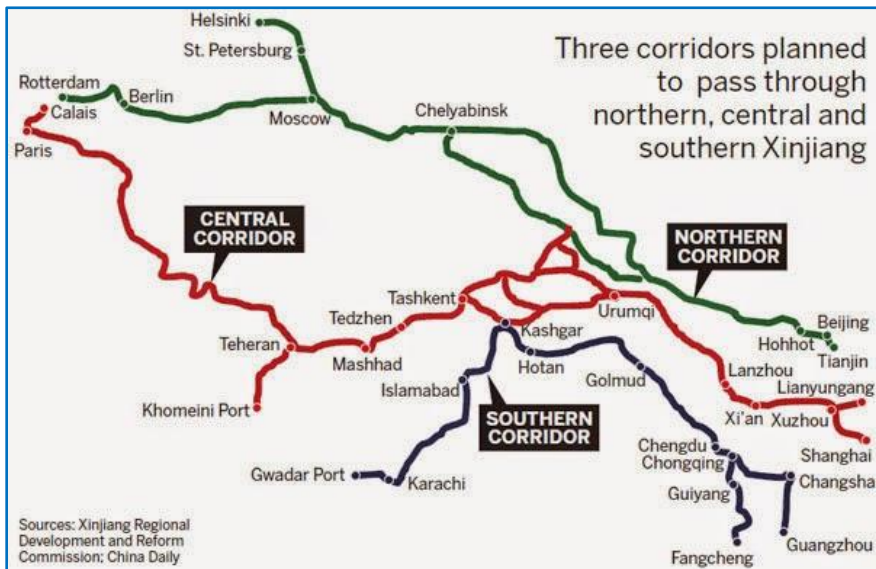 Three corridors planned
to pass through
northern, central and
southern Xinjiang
Helsinki
St. Petersburg
Rotterdam
Calais
Berlin
Moscow
Chelyabinsk
Paris
CENTRAL
CORRIDOR
NORTHERN
CORRIDOR
Tashkent
Urumqi
Tedzhen
Kashgar
Beijing
Hohhot
Tianjin
Teheran
Mashhad
Hotan
Lanzhou
Islamabad
Golmud
Lianyungang
Khomeini Port
SOUTHERN
CORRIDOR
Xi'an
Xuzhou
Chengdu
Shanghai
Chongqing
Gwadar Port
Karachi
Changsha
Guiyang
Sources: Xinjiang Regional
Development and Reform
Commission; China Daily
Guangzhou
Fangcheng